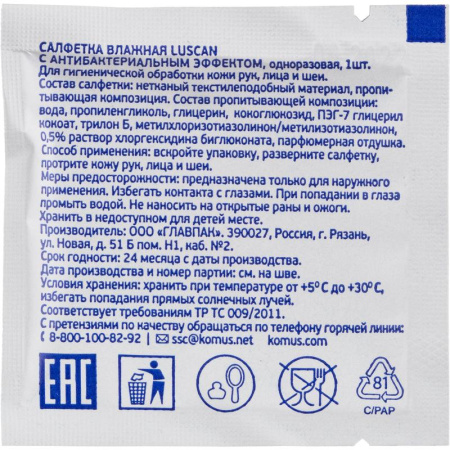 САЛФЕТКА ВЛАЖНАЯ LUSCAN
С АНТИБАКТЕРИАЛЬНЫМ ЭФФЕКТОМ, одноразовая, 1шт.
Для гигиенической обработки кожи рук, лица и шеи.
Состав салфетки: нетканый текстилеподобный материал, пропи-
тывающая композиция. Состав пропитывающей композиции:
вода, пропиленгликоль, глицерин, кокоглюкозид, ПЭГ-7 глицерил
кокоат, трилон Б, метилхлоризотиазолинон/метилизотиазолинон,
0,5% раствор хлоргексидина биглюконата, парфюмерная отдушка.
Способ применения: вскройте упаковку, разверните салфетку,
протрите кожу рук, лица и шеи.
Меры предосторожности: предназначена только для наружного
применения. Избегать контакта с глазами. При попадании в глаза
промыть водой. Не наносить на открытые раны и ожоги.
Хранить в недоступном для детей месте.
Производитель: ООО «ГЛАВПАК». 390027, Россия, г. Рязань,
ул. Новая, д. 51 Б пом. Н1, каб. №2.
Срок годности: 24 месяца с даты производства.
Дата производства и номер партии: см. на шве.
Условия хранения: хранить при температуре от +5°С до +30°С,
избегать попадания прямых солнечных лучей.
Соответствует требованиям ТР ТС 009/2011.
С претензиями по качеству обращаться по телефону горячей линии:
8-800-100-82-92 | ssc@komus.net komus.com
ЕАС
81
C/PAP